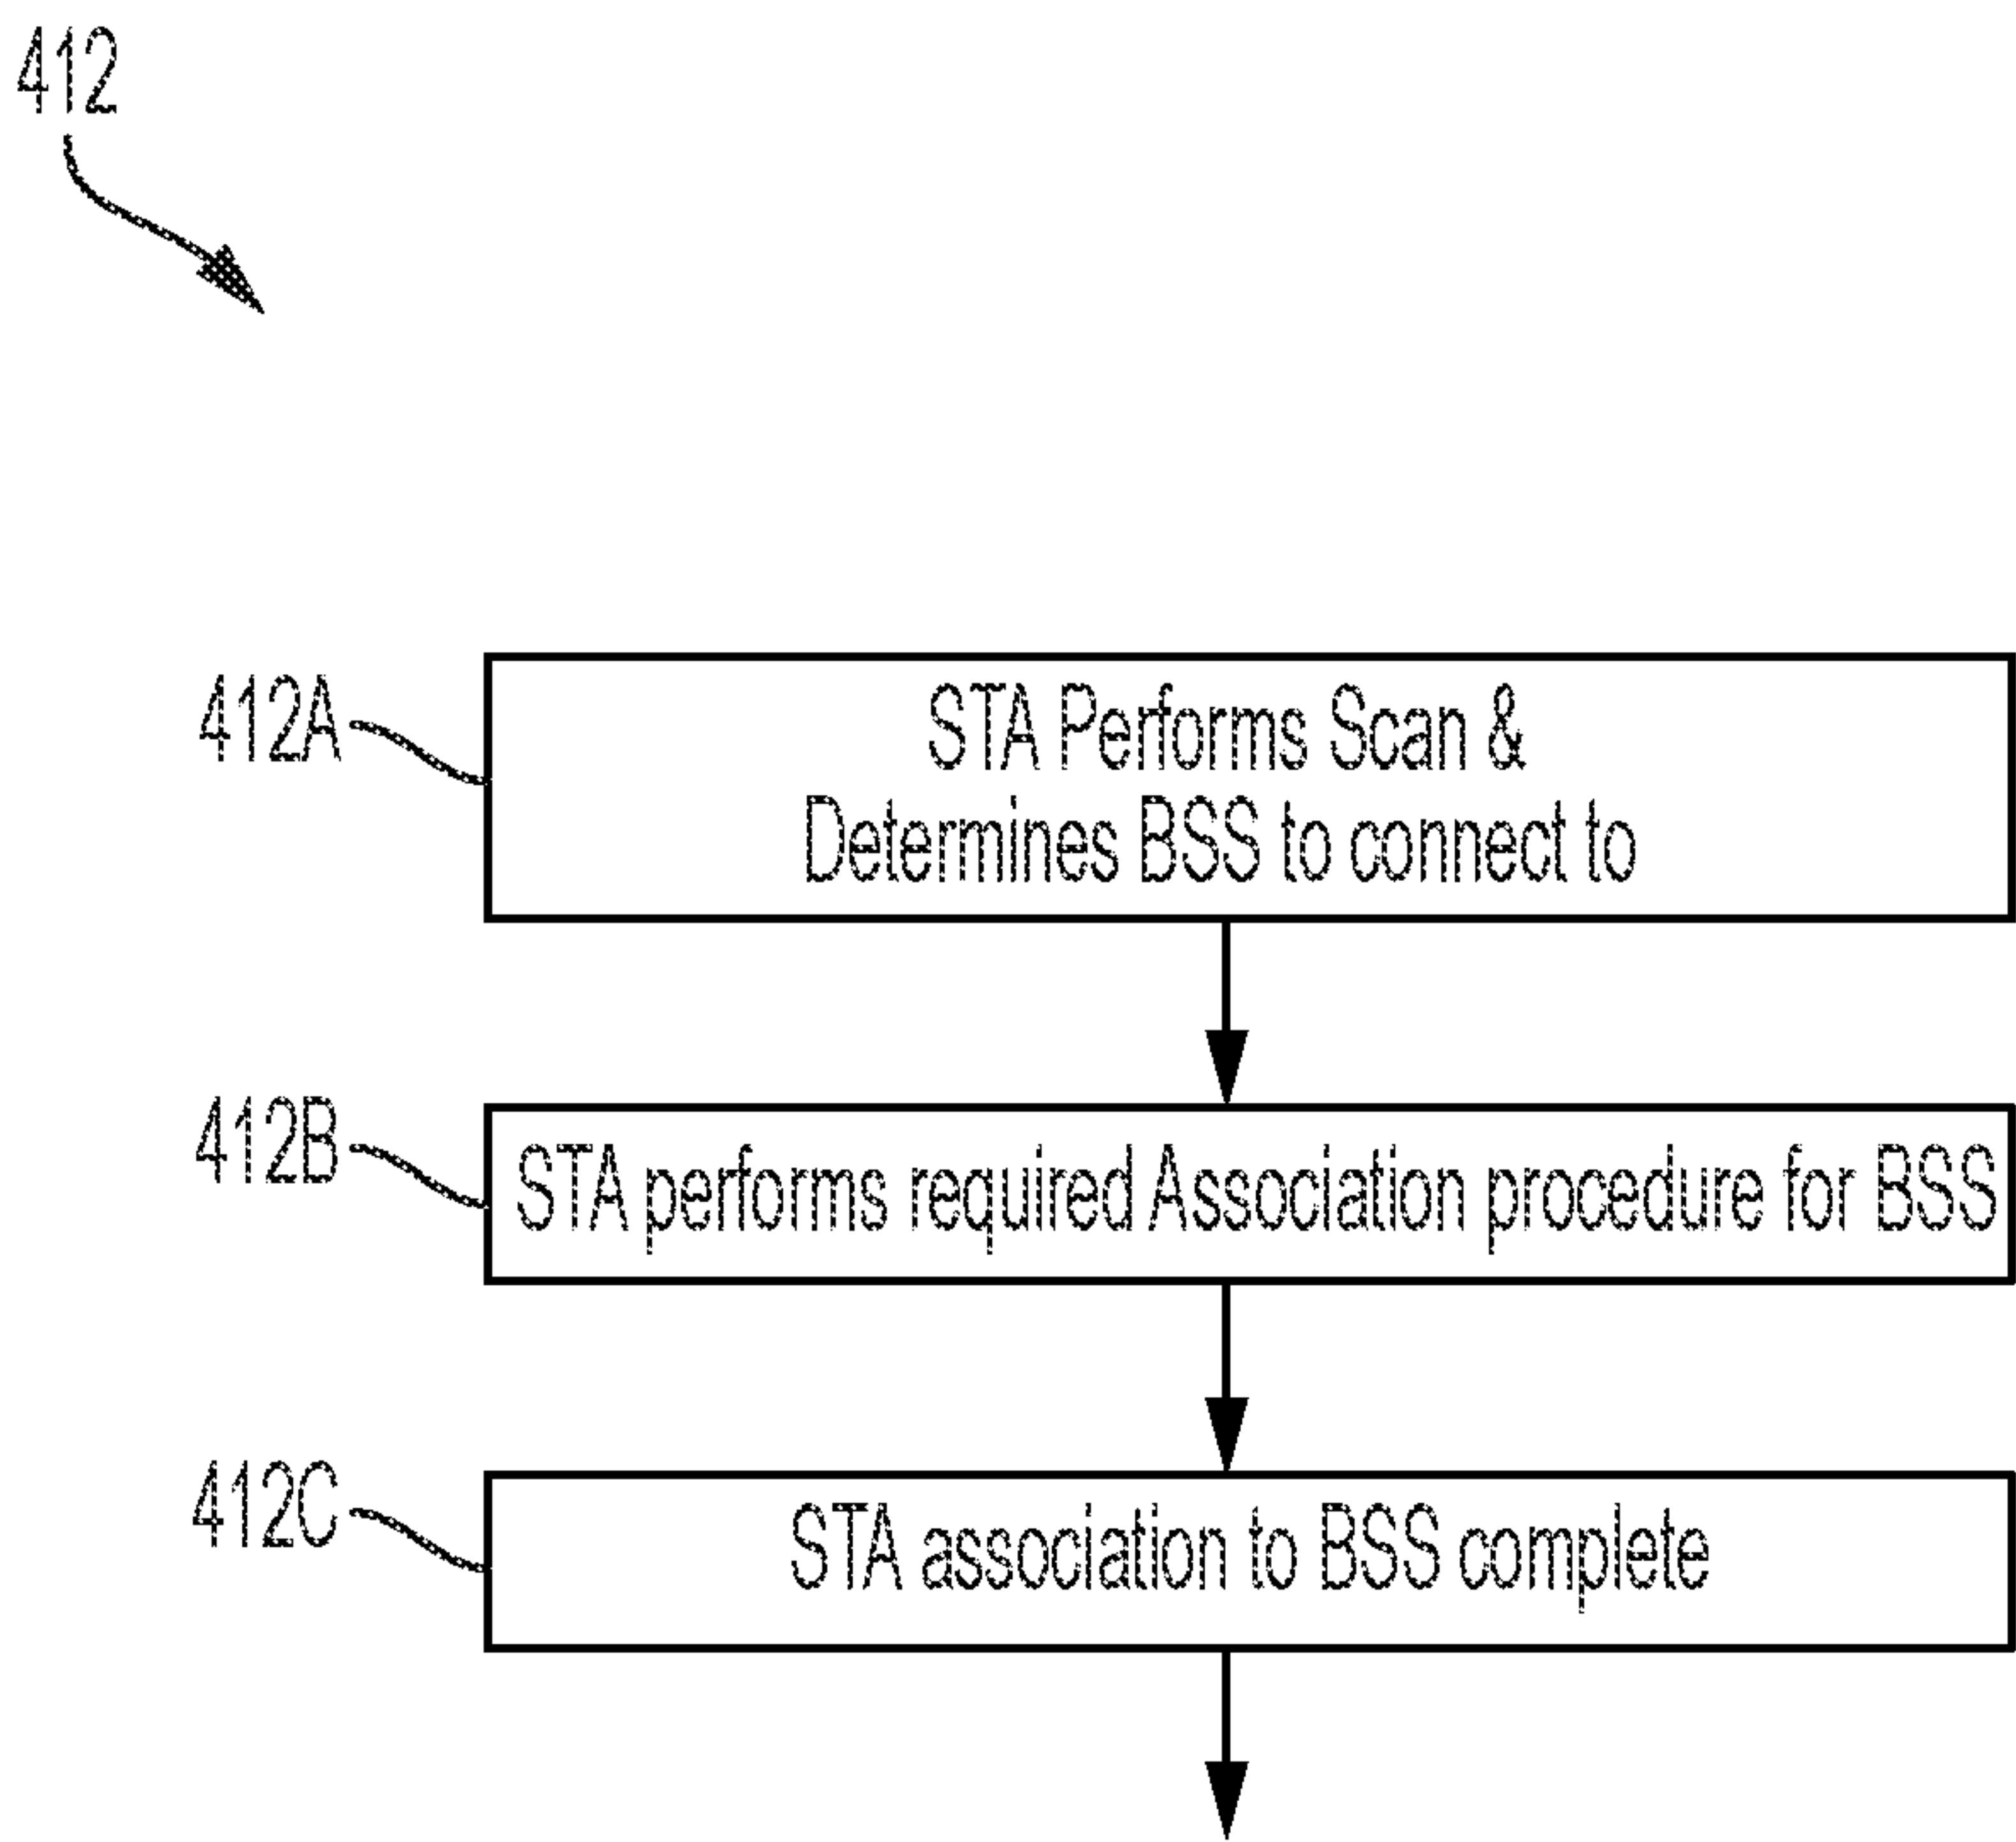 412
412A
STA Performs Scan &
Determines BSS to connect to
412B
STA performs required Association procedure for BSS
412C
STA association to BSS complete